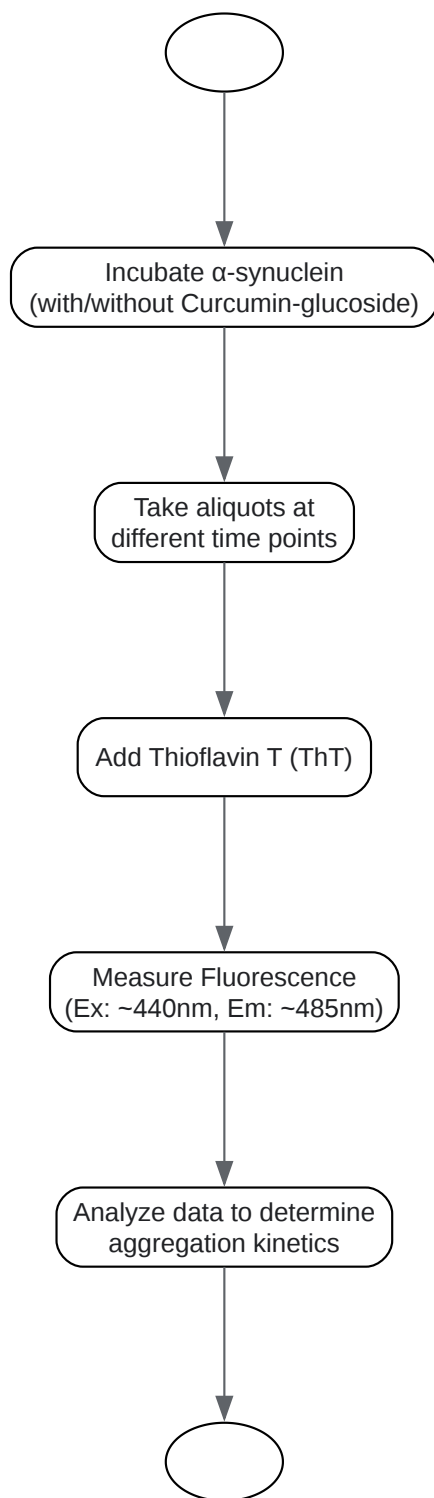 Incubate α-synuclein
(with/without Curcumin-glucoside)
Take aliquots at
different time points
Add Thioflavin T (ThT)
Measure Fluorescence
(Ex: ~440nm, Em: ~485nm)
Analyze data to determine
aggregation kinetics